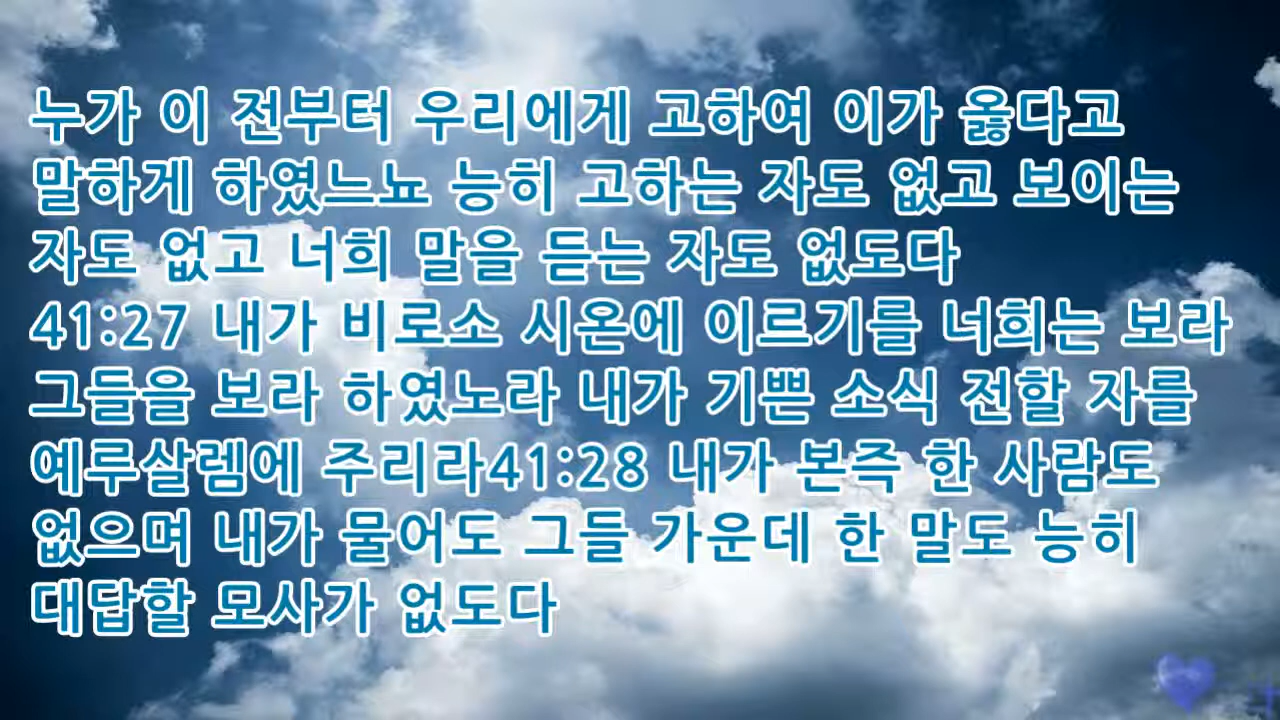 누가 이 전부터 우리에게 고하여 이가 옳다고
말하게 하였느뇨 능히 고하는 자도 없고 보이는
자도 없고 너희 말을 듣는 자도 없도다
41:27 내가 비로소 시온에 이르기를 너희는 보라
그들을 보라 하였노라 내가 기쁜 소식 전할 자를
예루살렘에 주리라41:28 내가 본즉 한 사람도
없으며 내가 물어도 그들 가운데 한 말도 능히
대답할 모사가 없도다